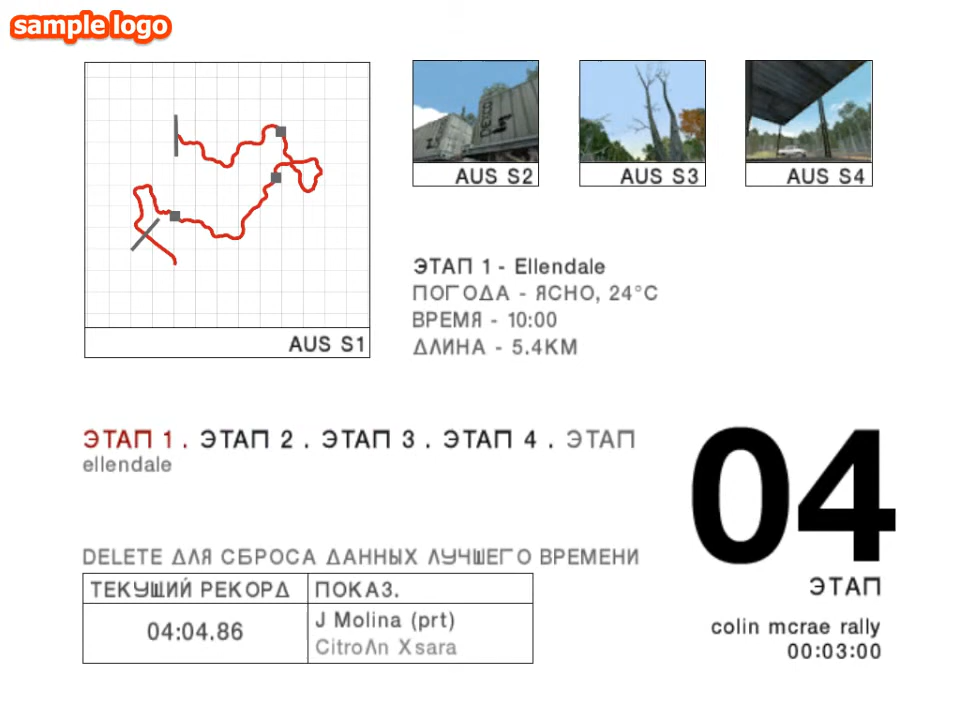 sample logo
AUS S1
AUS S2
AUS S3
AUS S4
ЭТАП 1 - Ellendale
ПОГОДА - ЯСНО, 24°C
ВРЕМЯ - 10:00
ДЛИНА - 5.4KM
ЭТАП 1 . ЭТАП 2 . ЭТАП 3 . ЭТАП 4 . ЭТАП
ellendale
04
ЭТАП
colin mcrae rally
00:03:00
DELETE ДЛЯ СБРОСА ДАННЫХ ЛУЧШЕГО ВРЕМЕНИ
ТЕКУЩИЙ РЕКОРД
ПОКАЗ.
04:04.86
J Molina (prt)
CitroЛn Xsara